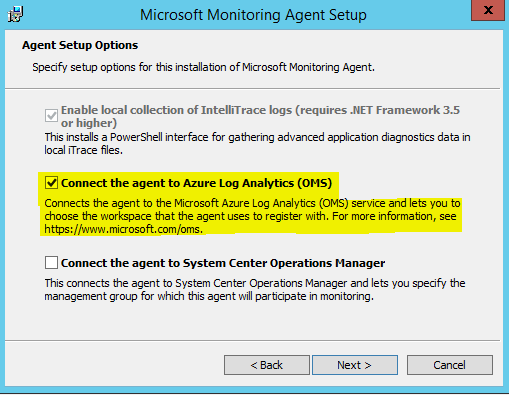 Microsoft Monitoring Agent Setup
X
Agent Setup Options
Specify setup options for this installation of Microsoft Monitoring Agent.
Enable local collection of IntelliTrace logs (requires .NET Framework 3.5
or higher)
This installs a PowerShell interface for gathering advanced application diagnostics data in
local iTrace files.
Connect the agent to Azure Log Analytics (OMS)
Connects the agent to the Microsoft Azure Log Analytics (OMS) service and lets you to
choose the workspace that the agent uses to register with. For more information, see
https://www.microsoft.com/oms.
Connect the agent to System Center Operations Manager
This connects the agent to System Center Operations Manager and lets you specify the
management group for which this agent will participate in monitoring.
< Back Next > Cancel